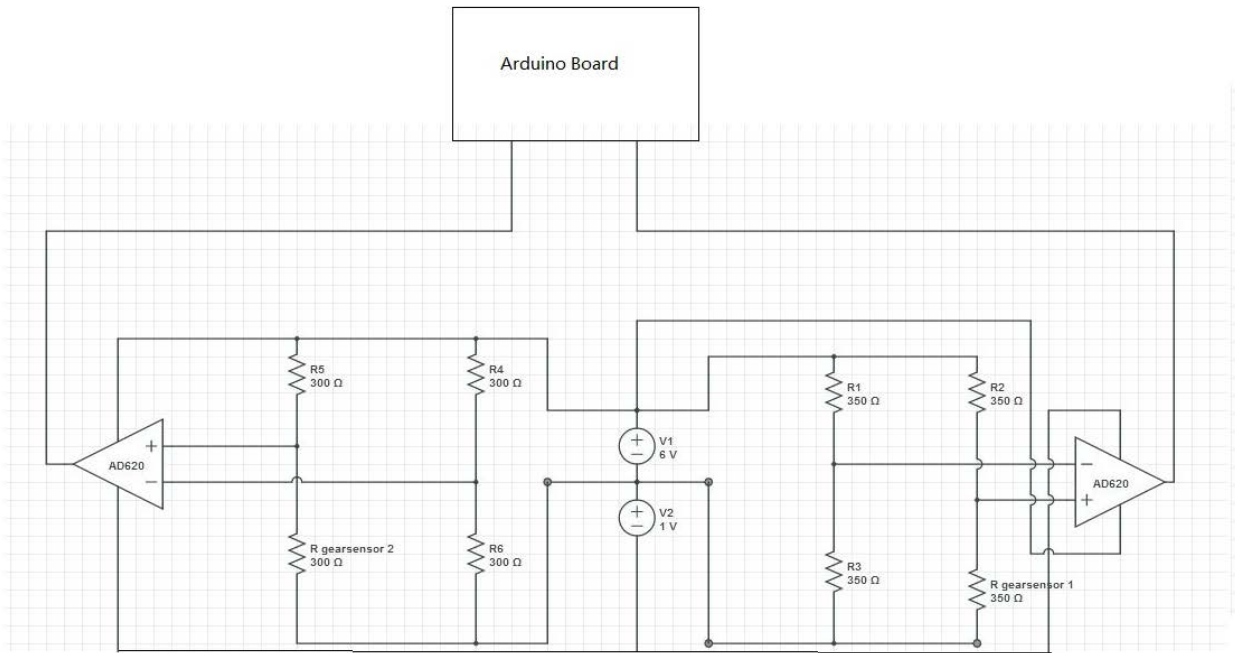 Arduino Board
R5
300 Ω
R4
300 Ω
R1
350 Ω
R2
350 Ω
+
AD620
−
+
−
V1
6 V
−
AD620
+
+
−
V2
1 V
R gearsensor 2
300 Ω
R6
300 Ω
R3
350 Ω
R gearsensor 1
350 Ω